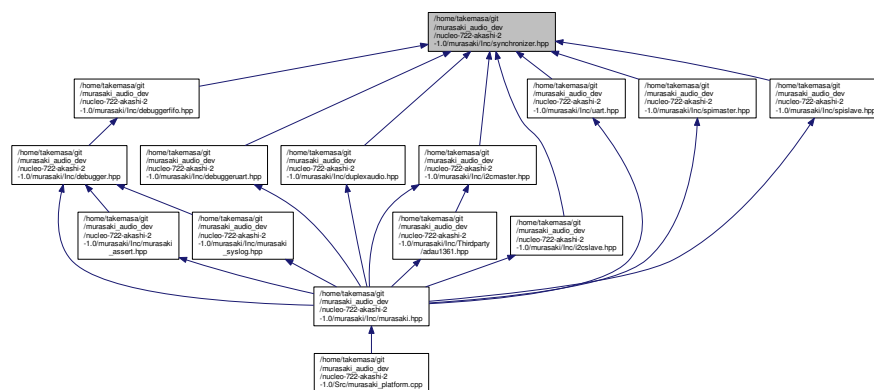 /home/takemasa/git
/murasaki_audio_dev
/nucleo-722-akashi-2
-1.0/murasaki/Inc/synchronizer.hpp
/home/takemasa/git
/murasaki_audio_dev
/nucleo-722-akashi-2
-1.0/murasaki/Inc/debuggerfifo.hpp
/home/takemasa/git
/murasaki_audio_dev
/nucleo-722-akashi-2
-1.0/murasaki/Inc/uart.hpp
/home/takemasa/git
/murasaki_audio_dev
/nucleo-722-akashi-2
-1.0/murasaki/Inc/spimaster.hpp
/home/takemasa/git
/murasaki_audio_dev
/nucleo-722-akashi-2
-1.0/murasaki/Inc/spislave.hpp
/home/takemasa/git
/murasaki_audio_dev
/nucleo-722-akashi-2
-1.0/murasaki/Inc/debugger.hpp
/home/takemasa/git
/murasaki_audio_dev
/nucleo-722-akashi-2
-1.0/murasaki/Inc/debuggeruart.hpp
/home/takemasa/git
/murasaki_audio_dev
/nucleo-722-akashi-2
-1.0/murasaki/Inc/duplexaudio.hpp
/home/takemasa/git
/murasaki_audio_dev
/nucleo-722-akashi-2
-1.0/murasaki/Inc/i2cmaster.hpp
/home/takemasa/git
/murasaki_audio_dev
/nucleo-722-akashi-2
-1.0/murasaki/Inc/murasaki
_assert.hpp
/home/takemasa/git
/murasaki_audio_dev
/nucleo-722-akashi-2
-1.0/murasaki/Inc/murasaki
_syslog.hpp
/home/takemasa/git
/murasaki_audio_dev
/nucleo-722-akashi-2
-1.0/murasaki/Inc/Thirdparty
/adau1361.hpp
/home/takemasa/git
/murasaki_audio_dev
/nucleo-722-akashi-2
-1.0/murasaki/Inc/i2cslave.hpp
/home/takemasa/git
/murasaki_audio_dev
/nucleo-722-akashi-2
-1.0/murasaki/Inc/murasaki.hpp
/home/takemasa/git
/murasaki_audio_dev
/nucleo-722-akashi-2
-1.0/Src/murasaki_platform.cpp